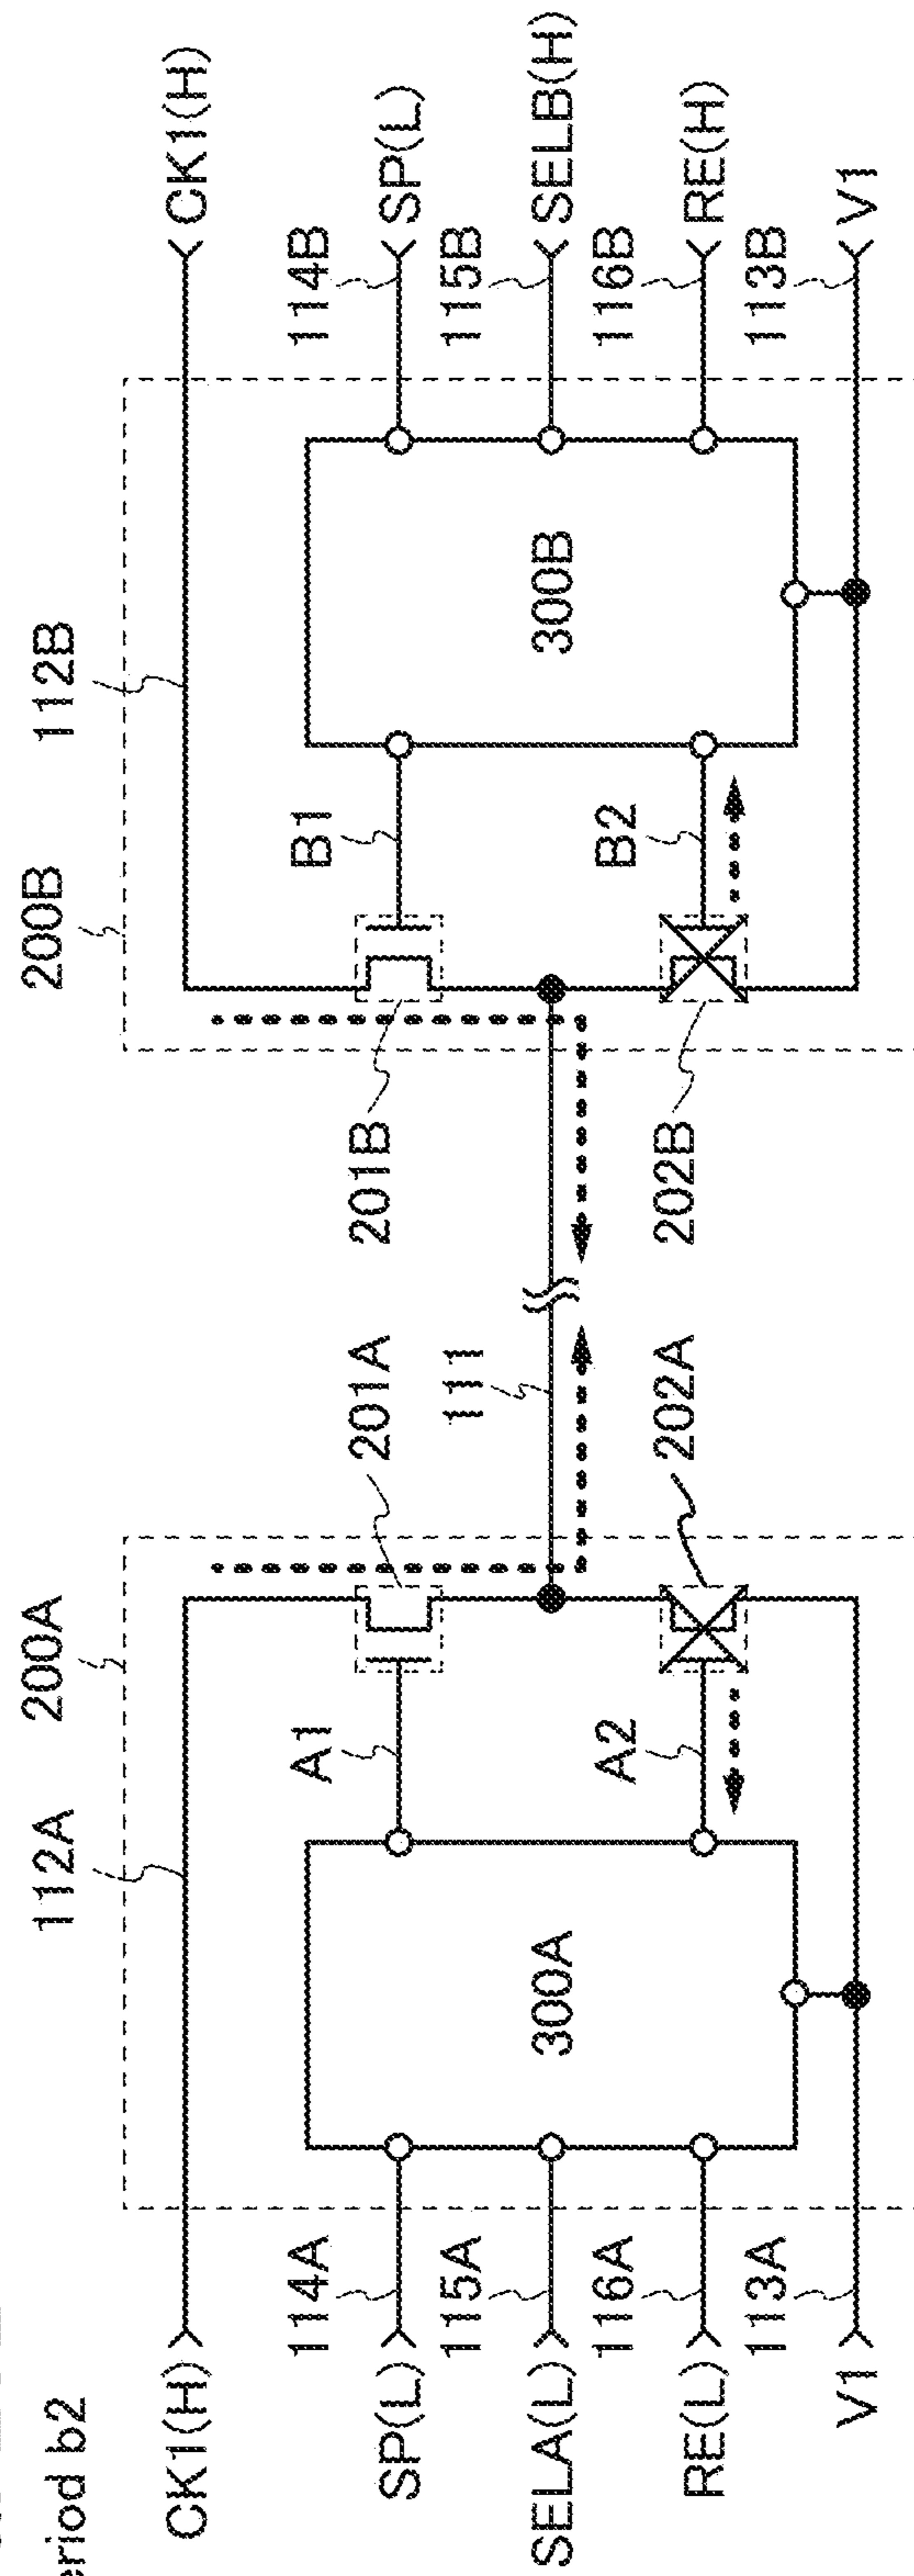 eriod b2
200A
112A
CK1(H)
114A
SP(L)
115A
SELA(L)
116A
RE(L)
113A
V1
300A
A1
A2
201A
202A
111
200B
112B
201B
202B
B1
B2
300B
CK1(H)
114B
SP(L)
115B
SELB(H)
116B
RE(H)
113B
V1